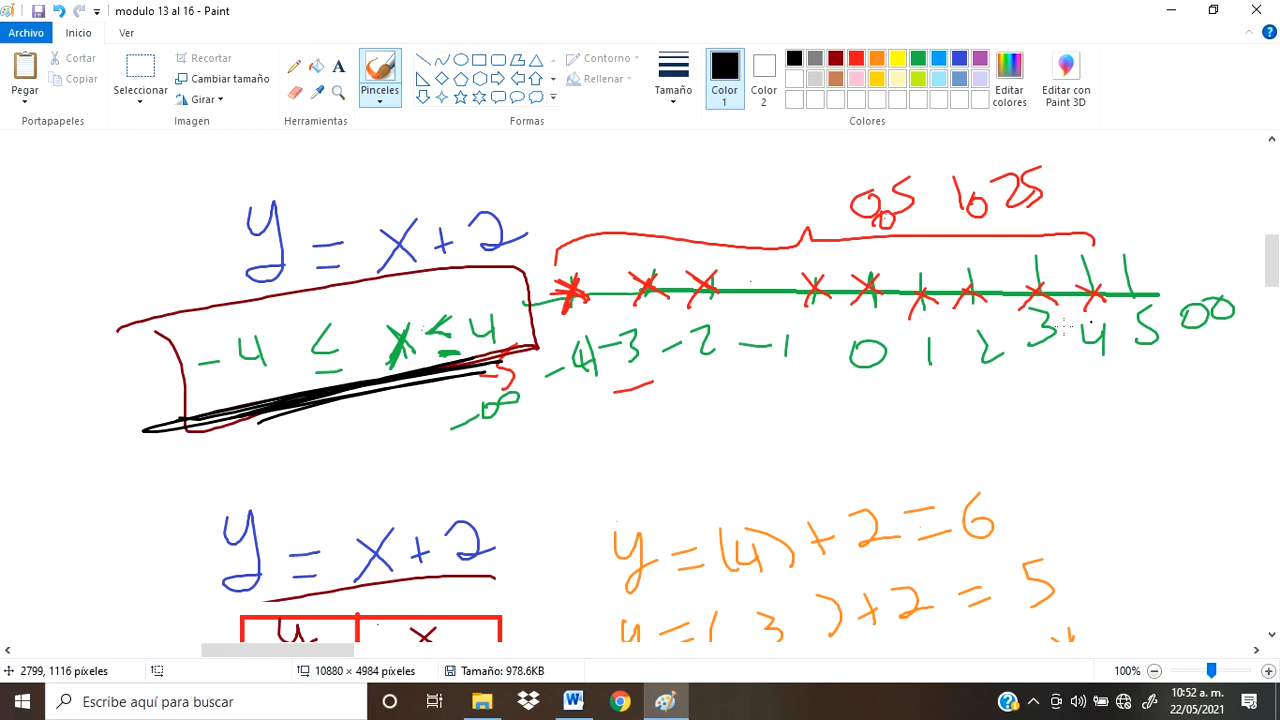 modulo 13 al 16 - Paint
Archivo Inicio Ver
Pegar Cortar Copiar Portapapeles
Seleccionar Recortar Cambiar tamaño Girar Imagen
Herramientas
Pinceles
Contorno Rellenar Formas
Tamaño
Color 1 Color 2 Colores
Editar colores
Editar con Paint 3D
0,5 1,0 25
y = x + 2
-4 ≤ x ≤ 4
-4 -3 -2 -1 0 1 2 3 4 5 ∞
-5
-∞
y = x + 2
y = (4) + 2 = 6
y = ( 3 ) + 2 = 5
y x
2799, 1116 píxeles
10880 × 4984 píxeles
Tamaño: 978.6KB
100%
Escribe aquí para buscar
10:52 a. m.
22/05/2021